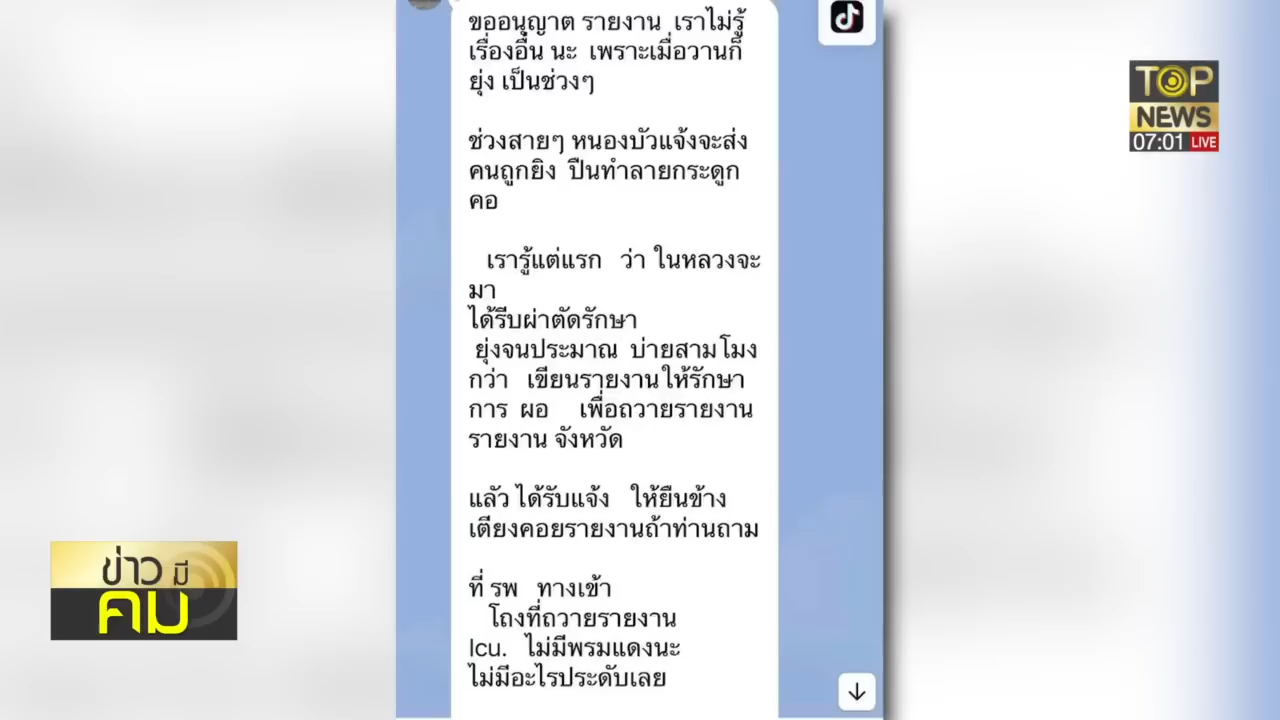 ขออนุญาต รายงาน เราไม่รู้
เรื่องอื่น นะ เพราะเมื่อวานก็
ยุ่ง เป็นช่วงๆ
ช่วงสายๆ หนองบัวแจ้งจะส่ง
คนถูกยิง ปืนทำลายกระดูก
คอ
เรารู้แต่แรก ว่า ในหลวงจะ
มา
ได้รีบผ่าตัดรักษา
ยุ่งจนประมาณ บ่ายสามโมง
กว่า เขียนรายงานให้รักษา
การ ผอ เพื่อถวายรายงาน
รายงาน จังหวัด
แล้ว ได้รับแจ้ง ให้ยืนข้าง
เตียงคอยรายงานถ้าท่านถาม
ที่ รพ ทางเข้า
โถงที่ถวายรายงาน
Icu. ไม่มีพรมแดงนะ
ไม่มีอะไรประดับเลย
TOP
NEWS
07:01 LIVE
ข่าวมี
คม